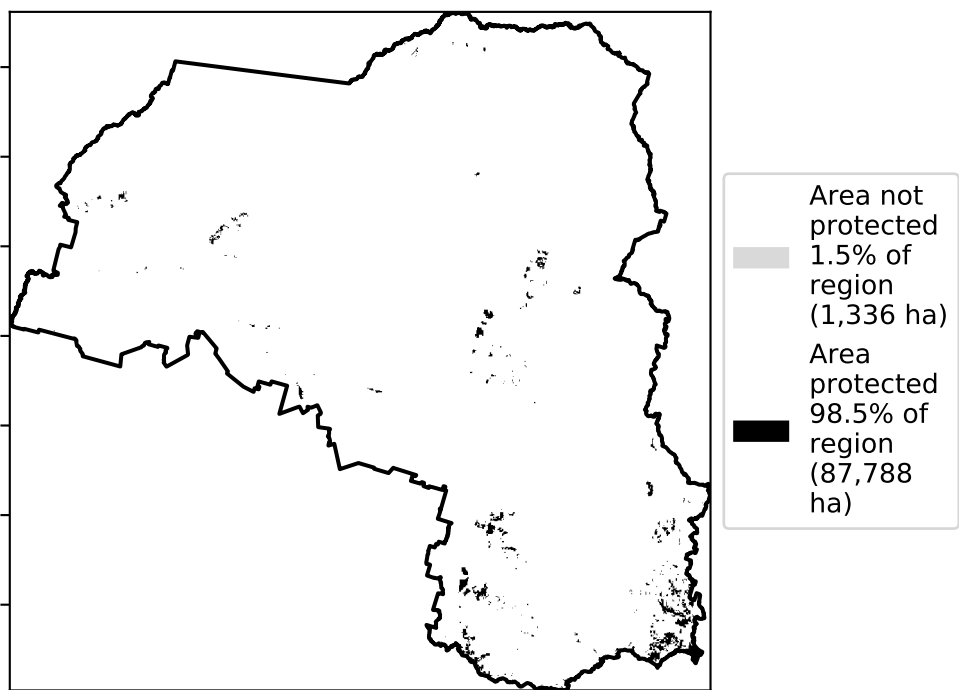 Area not
protected
1.5% of
region
(1,336 ha)
Area
protected
98.5% of
region
(87,788
ha)